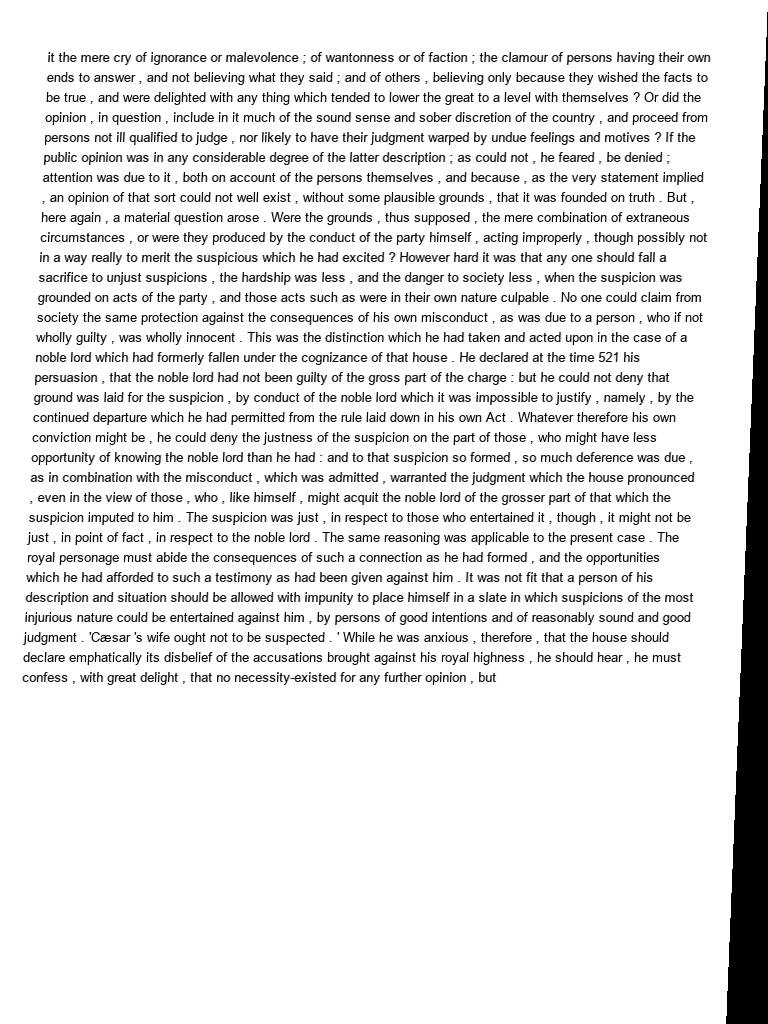 it the mere cry of ignorance or malevolence ; of wantonness or of faction ; the clamour of persons having their own
ends to answer , and not believing what they said ; and of others , believing only because they wished the facts to
be true , and were delighted with any thing which tended to lower the great to a level with themselves ? Or did the
opinion , in question , include in it much of the sound sense and sober discretion of the country , and proceed from
persons not ill qualified to judge , nor likely to have their judgment warped by undue feelings and motives ? If the
public opinion was in any considerable degree of the latter description ; as could not , he feared , be denied ;
attention was due to it , both on account of the persons themselves , and because , as the very statement implied
, an opinion of that sort could not well exist , without some plausible grounds , that it was founded on truth . But ,
here again , a material question arose . Were the grounds , thus supposed , the mere combination of extraneous
circumstances , or were they produced by the conduct of the party himself , acting improperly , though possibly not
in a way really to merit the suspicious which he had excited ? However hard it was that any one should fall a
sacrifice to unjust suspicions , the hardship was less , and the danger to society less , when the suspicion was
grounded on acts of the party , and those acts such as were in their own nature culpable . No one could claim from
society the same protection against the consequences of his own misconduct , as was due to a person , who if not
wholly guilty , was wholly innocent . This was the distinction which he had taken and acted upon in the case of a
noble lord which had formerly fallen under the cognizance of that house . He declared at the time 521 his
persuasion , that the noble lord had not been guilty of the gross part of the charge : but he could not deny that
ground was laid for the suspicion , by conduct of the noble lord which it was impossible to justify , namely , by the
continued departure which he had permitted from the rule laid down in his own Act . Whatever therefore his own
conviction might be , he could deny the justness of the suspicion on the part of those , who might have less
opportunity of knowing the noble lord than he had : and to that suspicion so formed , so much deference was due ,
as in combination with the misconduct , which was admitted , warranted the judgment which the house pronounced
, even in the view of those , who , like himself , might acquit the noble lord of the grosser part of that which the
suspicion imputed to him . The suspicion was just , in respect to those who entertained it , though , it might not be
just , in point of fact , in respect to the noble lord . The same reasoning was applicable to the present case . The
royal personage must abide the consequences of such a connection as he had formed , and the opportunities
which he had afforded to such a testimony as had been given against him . It was not fit that a person of his
description and situation should be allowed with impunity to place himself in a slate in which suspicions of the most
injurious nature could be entertained against him , by persons of good intentions and of reasonably sound and good
judgment . 'Cæsar 's wife ought not to be suspected . ' While he was anxious , therefore , that the house should
declare emphatically its disbelief of the accusations brought against his royal highness , he should hear , he must
confess , with great delight , that no necessity-existed for any further opinion , but